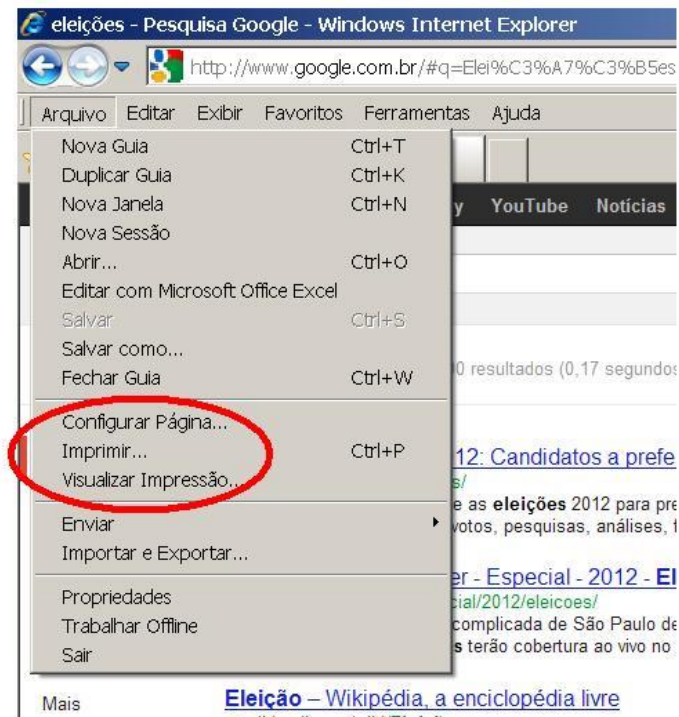 eleições - Pesquisa Google - Windows Internet Explorer
http://www.google.com.br/#q=Elei%C3%A7%C3%B5es
Arquivo Editar Exibir Favoritos Ferramentas Ajuda
Nova Guia Ctrl+T
Duplicar Guia Ctrl+K
Nova Janela Ctrl+N
y YouTube Notícias
Nova Sessão
Abrir... Ctrl+O
Editar com Microsoft Office Excel
Salvar Ctrl+S
Salvar como...
Fechar Guia Ctrl+W
00 resultados (0,17 segundos
Configurar Página...
Imprimir... Ctrl+P
12: Candidatos a prefe
Visualizar Impressão...
s/
e as eleições 2012 para pre
Enviar
votos, pesquisas, análises, f
Importar e Exportar...
er - Especial - 2012 - El
Propriedades
cial/2012/eleicoes/
Trabalhar Offline
complicada de São Paulo de
Sair
s terão cobertura ao vivo no
Mais
Eleição – Wikipédia, a enciclopédia livre